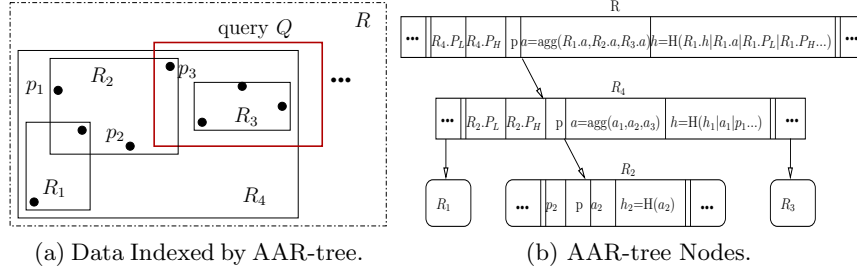 R
query Q
R2
p3
p1
R3
p2
R1
R4
(a) Data Indexed by AAR-tree.
R
... R4.PL R4.PH p a=agg(R1.a,R2.a,R3.a) h=H(R1.h|R1.a|R1.PL|R1.PH...) ...
R4
... R2.PL R2.PH p a=agg(a1,a2,a3) h=H(h1|a1|p1...) ...
R2
R1
... p2 p a2 h2=H(a2) ...
R3
(b) AAR-tree Nodes.